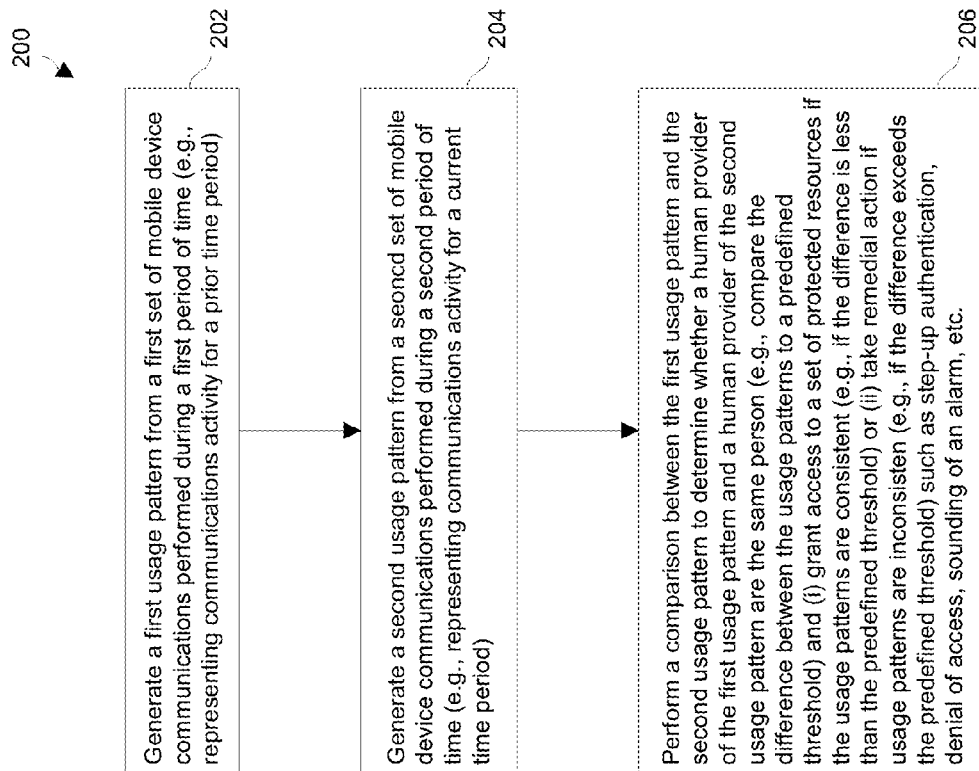 200
Generate a first usage pattern from a first set of mobile device
communications performed during a first period of time (e.g.,
representing communications activity for a prior time period)
202
Generate a second usage pattern from a seoncd set of mobile
device communications performed during a second period of
time (e.g., representing communications activity for a current
time period)
204
Perform a comparison between the first usage pattern and the
second usage pattern to determine whether a human provider
of the first usage pattern and a human provider of the second
usage pattern are the same person (e.g., compare the
difference between the usage patterns to a predefined
threshold) and (i) grant access to a set of protected resources if
the usage patterns are consistent (e.g., if the difference is less
than the predefined threshold) or (ii) take remedial action if
usage patterns are inconsisten (e.g., if the difference exceeds
the predefined threshold) such as step-up authentication,
denial of access, sounding of an alarm, etc.
206